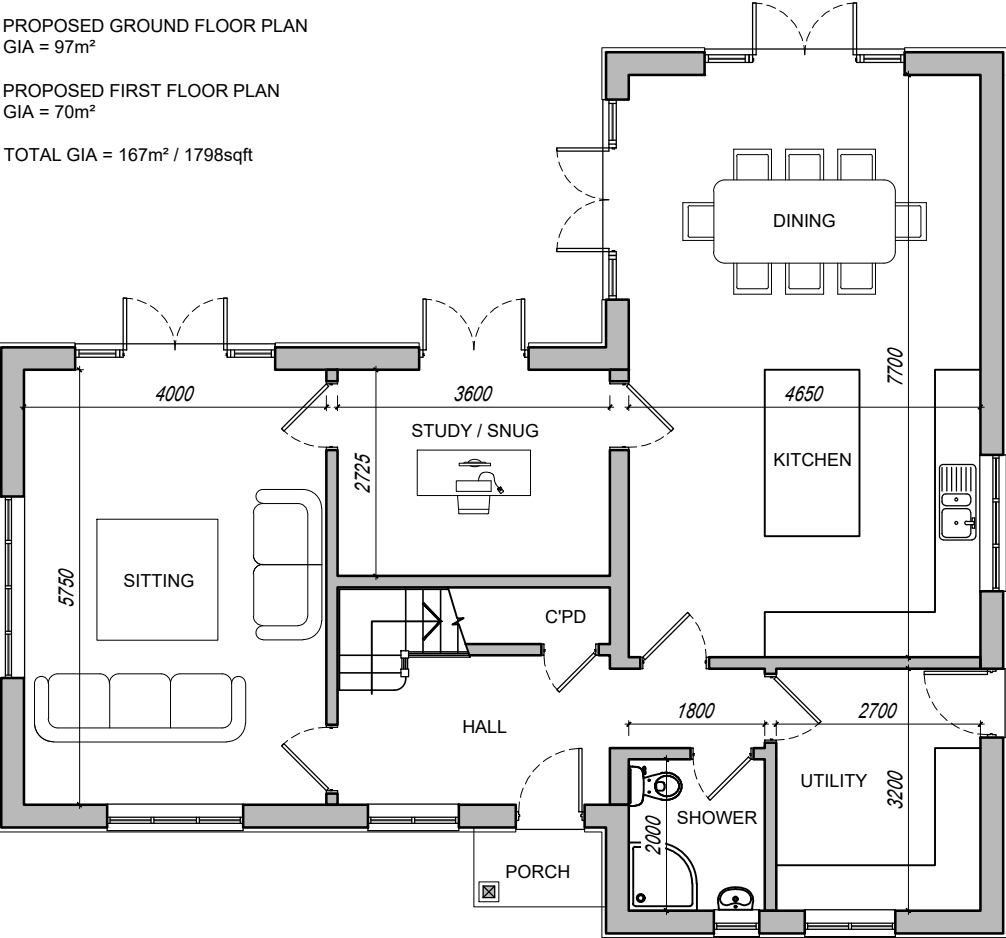 PROPOSED GROUND FLOOR PLAN
GIA = 97m²
PROPOSED FIRST FLOOR PLAN
GIA = 70m²
TOTAL GIA = 167m² / 1798sqft
DINING
4000
3600
4650
7700
STUDY / SNUG
2725
KITCHEN
5750
SITTING
C'PD
HALL
1800
2700
UTILITY
3200
SHOWER
2000
PORCH